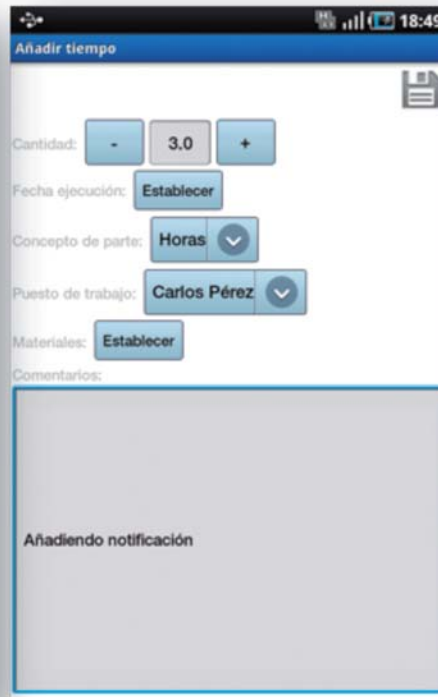 18:49
Añadir tiempo
Cantidad: - 3.0 +
Fecha ejecución: Establecer
Concepto de parte: Horas
Puesto de trabajo: Carlos Pérez
Materiales: Establecer
Comentarios:
Añadiendo notificación